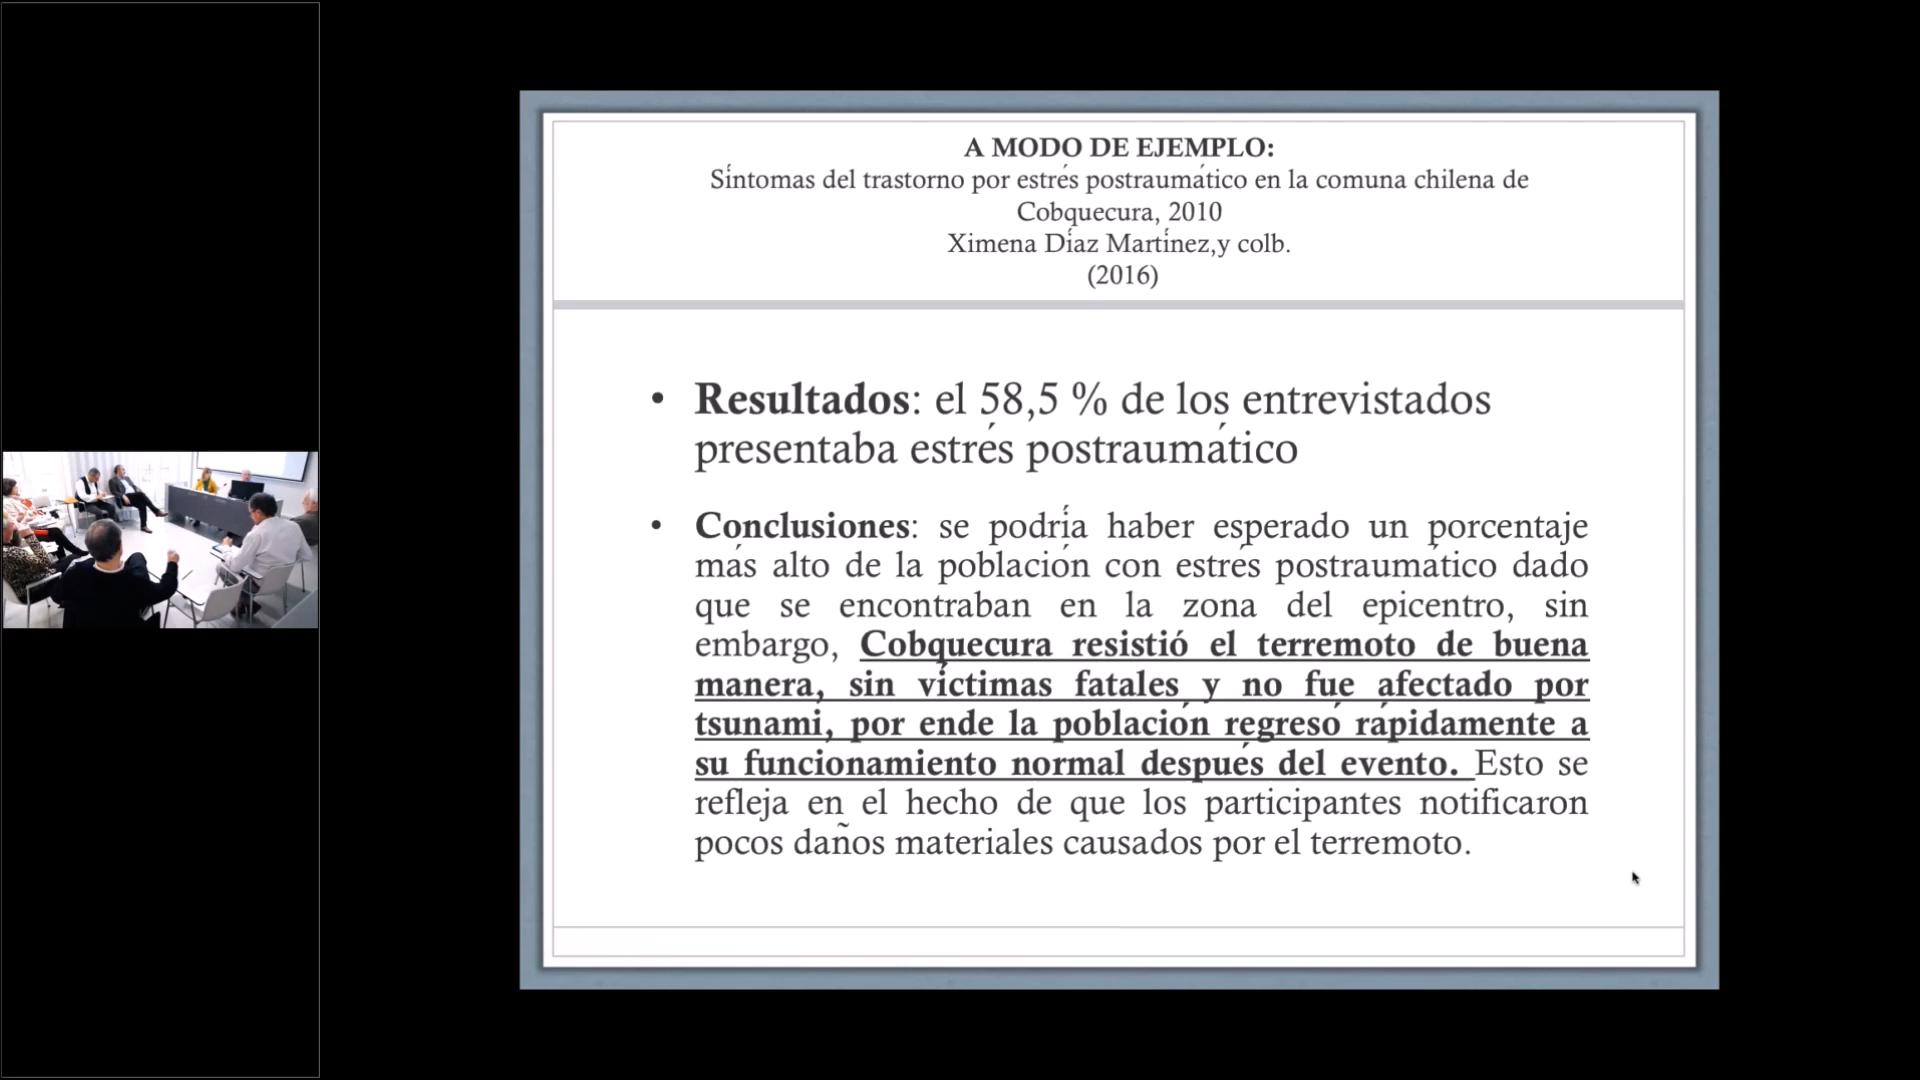 A MODO DE EJEMPLO:
Síntomas del trastorno por estrés postraumático en la comuna chilena de
Cobquecura, 2010
Ximena Díaz Martínez,y colb.
(2016)
• Resultados: el 58,5 % de los entrevistados
presentaba estrés postraumático
• Conclusiones: se podría haber esperado un porcentaje
más alto de la población con estrés postraumático dado
que se encontraban en la zona del epicentro, sin
embargo, Cobquecura resistió el terremoto de buena
manera, sin víctimas fatales y no fue afectado por
tsunami, por ende la población regresó rápidamente a
su funcionamiento normal después del evento. Esto se
refleja en el hecho de que los participantes notificaron
pocos daños materiales causados por el terremoto.